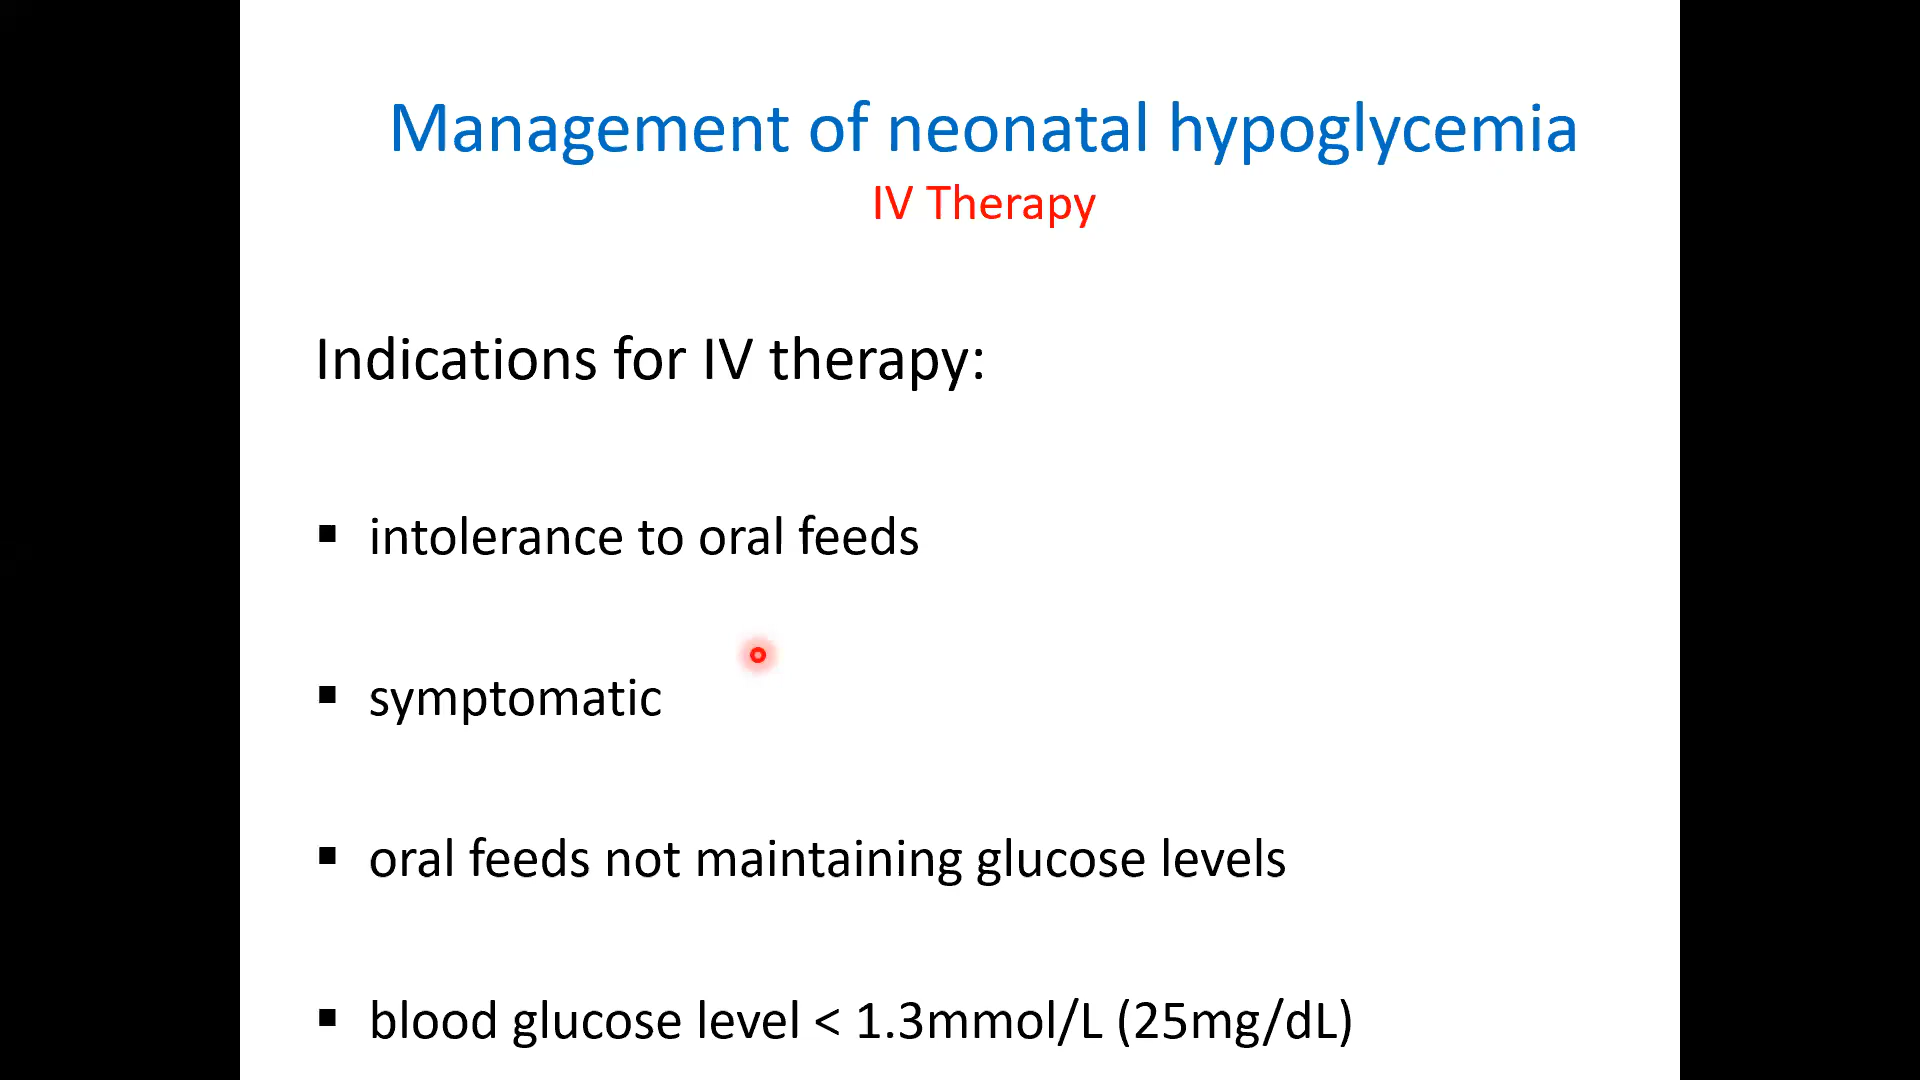 Management of neonatal hypoglycemia
IV Therapy
Indications for IV therapy:
▪ intolerance to oral feeds
▪ symptomatic
▪ oral feeds not maintaining glucose levels
▪ blood glucose level < 1.3mmol/L (25mg/dL)